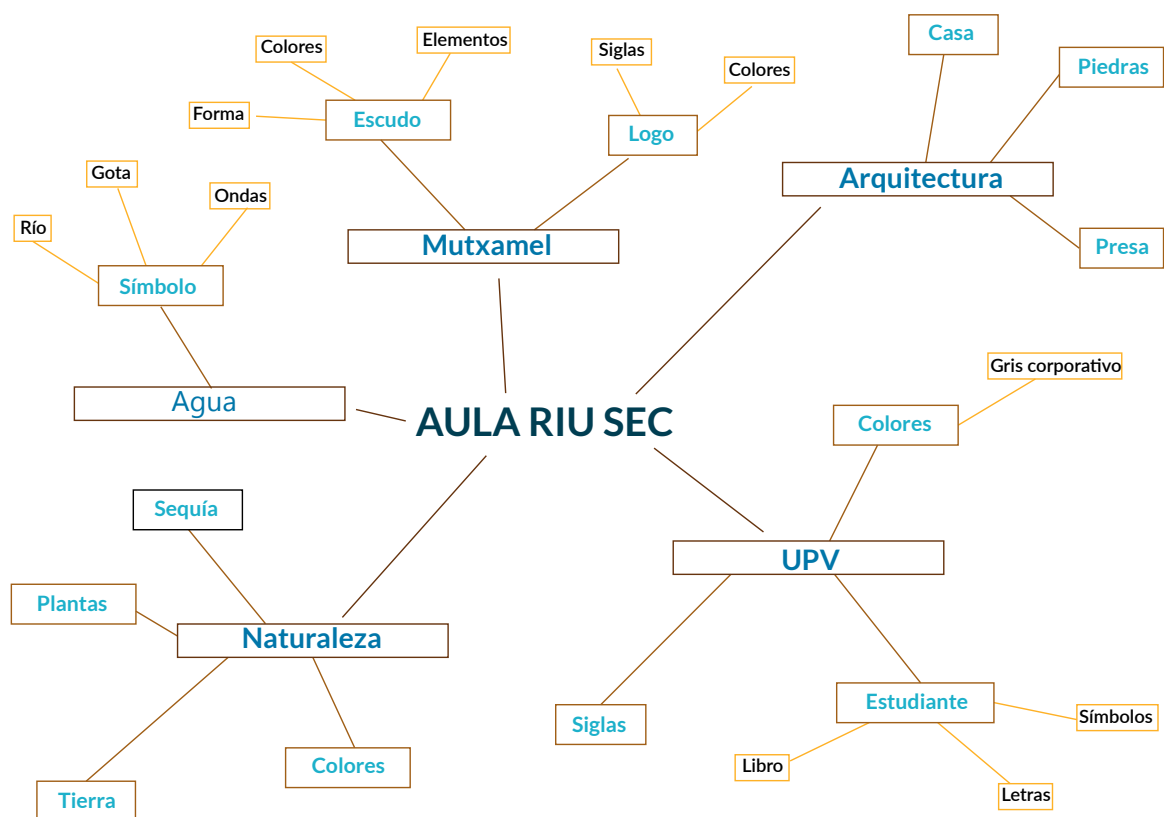 Casa
Elementos
Colores
Siglas
Colores
Piedras
Forma
Escudo
Logo
Gota
Arquitectura
Ondas
Río
Mutxamel
Presa
Símbolo
Gris corporativo
Agua
AULA RIU SEC
Colores
Sequía
UPV
Plantas
Naturaleza
Estudiante
Símbolos
Siglas
Libro
Colores
Letras
Tierra